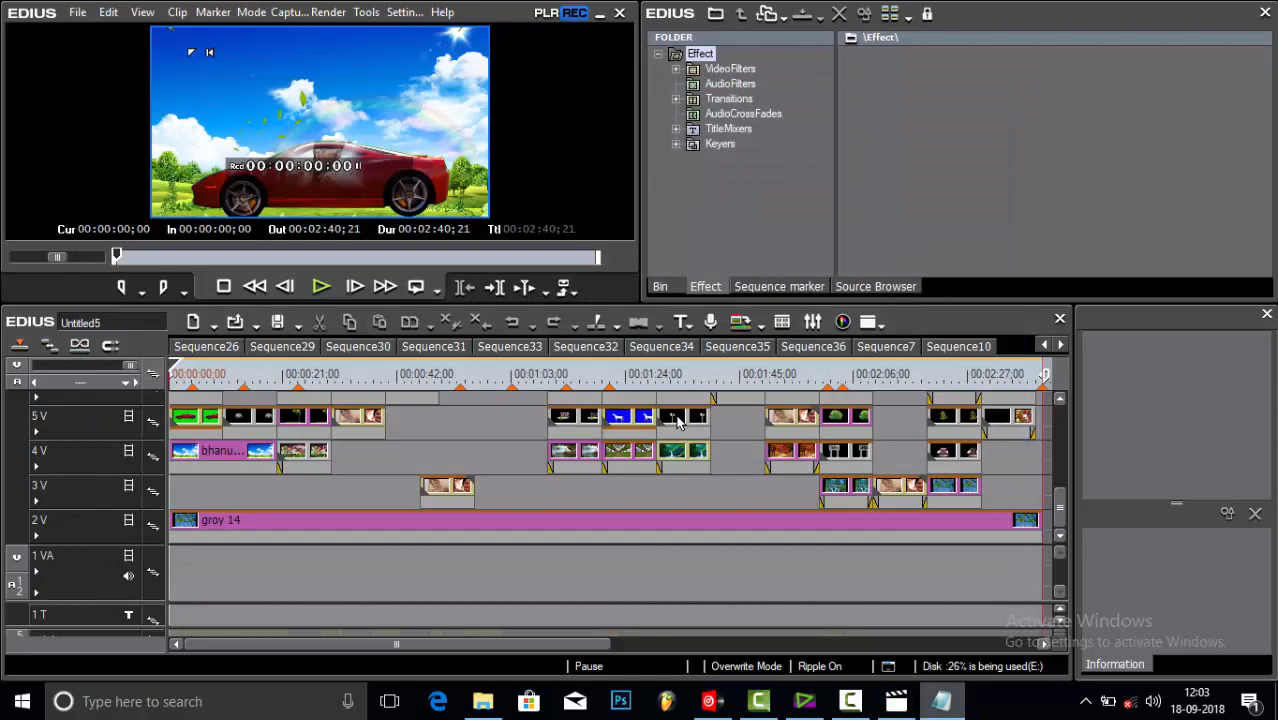 EDIUS File Edit View Clip Marker Mode Captu... Render Tools Settin... Help PLR REC
EDIUS
FOLDER
\Effect\
Effect
VideoFilters
AudioFilters
Transitions
AudioCrossFades
TitleMixers
Keyers
Rcd 00:00:00:00
Cur 00:00:00;00 In 00:00:00;00 Out 00:02:40;21 Dur 00:02:40;21 Ttl 00:02:40;21
Bin Effect Sequence marker Source Browser
EDIUS Untitled5
Sequence26 Sequence29 Sequence30 Sequence31 Sequence33 Sequence32 Sequence34 Sequence35 Sequence36 Sequence7 Sequence10
00:00:00;00 00:00:21;00 00:00:42;00 00:01:03;00 00:01:24;00 00:01:45;00 00:02:06;00 00:02:27;00
5 V
4 V bhanu...
3 V
2 V groy 14
1 VA
A 1 2
1 T T
Activate Windows
Go to Settings to activate Windows.
Pause Overwrite Mode Ripple On Disk :26% is being used(E:)
Information
Type here to search
12:03
18-09-2018
1